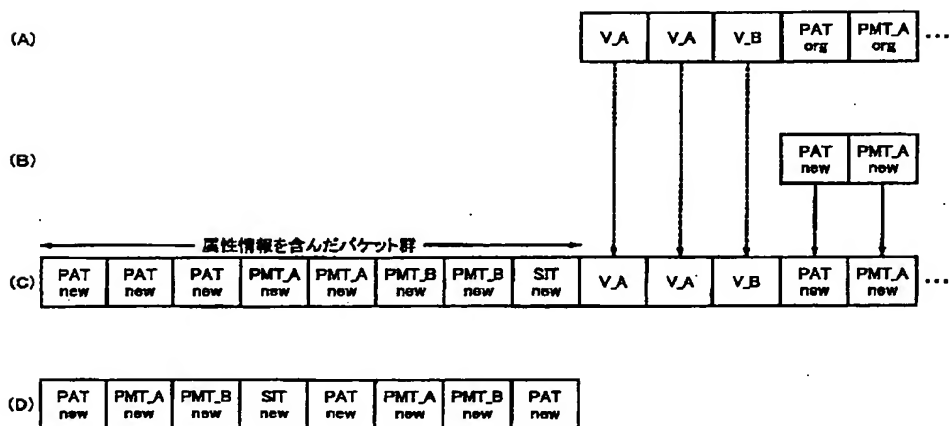 (A)
V_A V_A V_B PAT PMT_A ...
org org
(B)
PAT PMT_A
new new
属性情報を含んだパケット群
(C)
PAT PAT PAT PMT_A PMT_A PMT_B PMT_B SIT V_A V_A V_B PAT PMT_A ...
new new new new new new new new new new
(D)
PAT PMT_A PMT_B SIT PAT PMT_A PMT_B PAT
new new new new new new new new